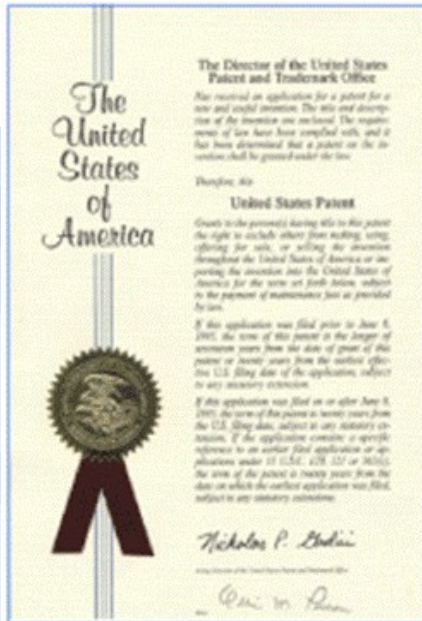 The
United
States
of
America
The Director of the United States
Patent and Trademark Office
Has received an application for a patent for a
new and useful invention. The title and descrip-
tion of the invention are enclosed. The require-
ments of law have been complied with, and it
has been determined that a patent on the in-
vention shall be granted under the law.
Therefore, this
United States Patent
Grants to the person(s) having title to this patent
the right to exclude others from making, using,
offering for sale, or selling the invention
throughout the United States of America or im-
porting the invention into the United States of
America for the term set forth below, subject
to the payment of maintenance fees as provided
by law.
If this application was filed prior to June 8,
1995, the term of this patent is the longer of
seventeen years from the date of grant of this
patent or twenty years from the earliest effec-
tive U.S. filing date of the application, subject
to any statutory extension.
If this application was filed on or after June 8,
1995, the term of this patent is twenty years from
the U.S. filing date, subject to any statutory ex-
tension. If the application contains a specific
reference to an earlier filed application or ap-
plications under 35 U.S.C. 120, 121 or 365(c),
the term of the patent is twenty years from the
date on which the earliest application was filed,
subject to any statutory extensions.
Nicholas P. Godici
Acting Director of the United States Patent and Trademark Office